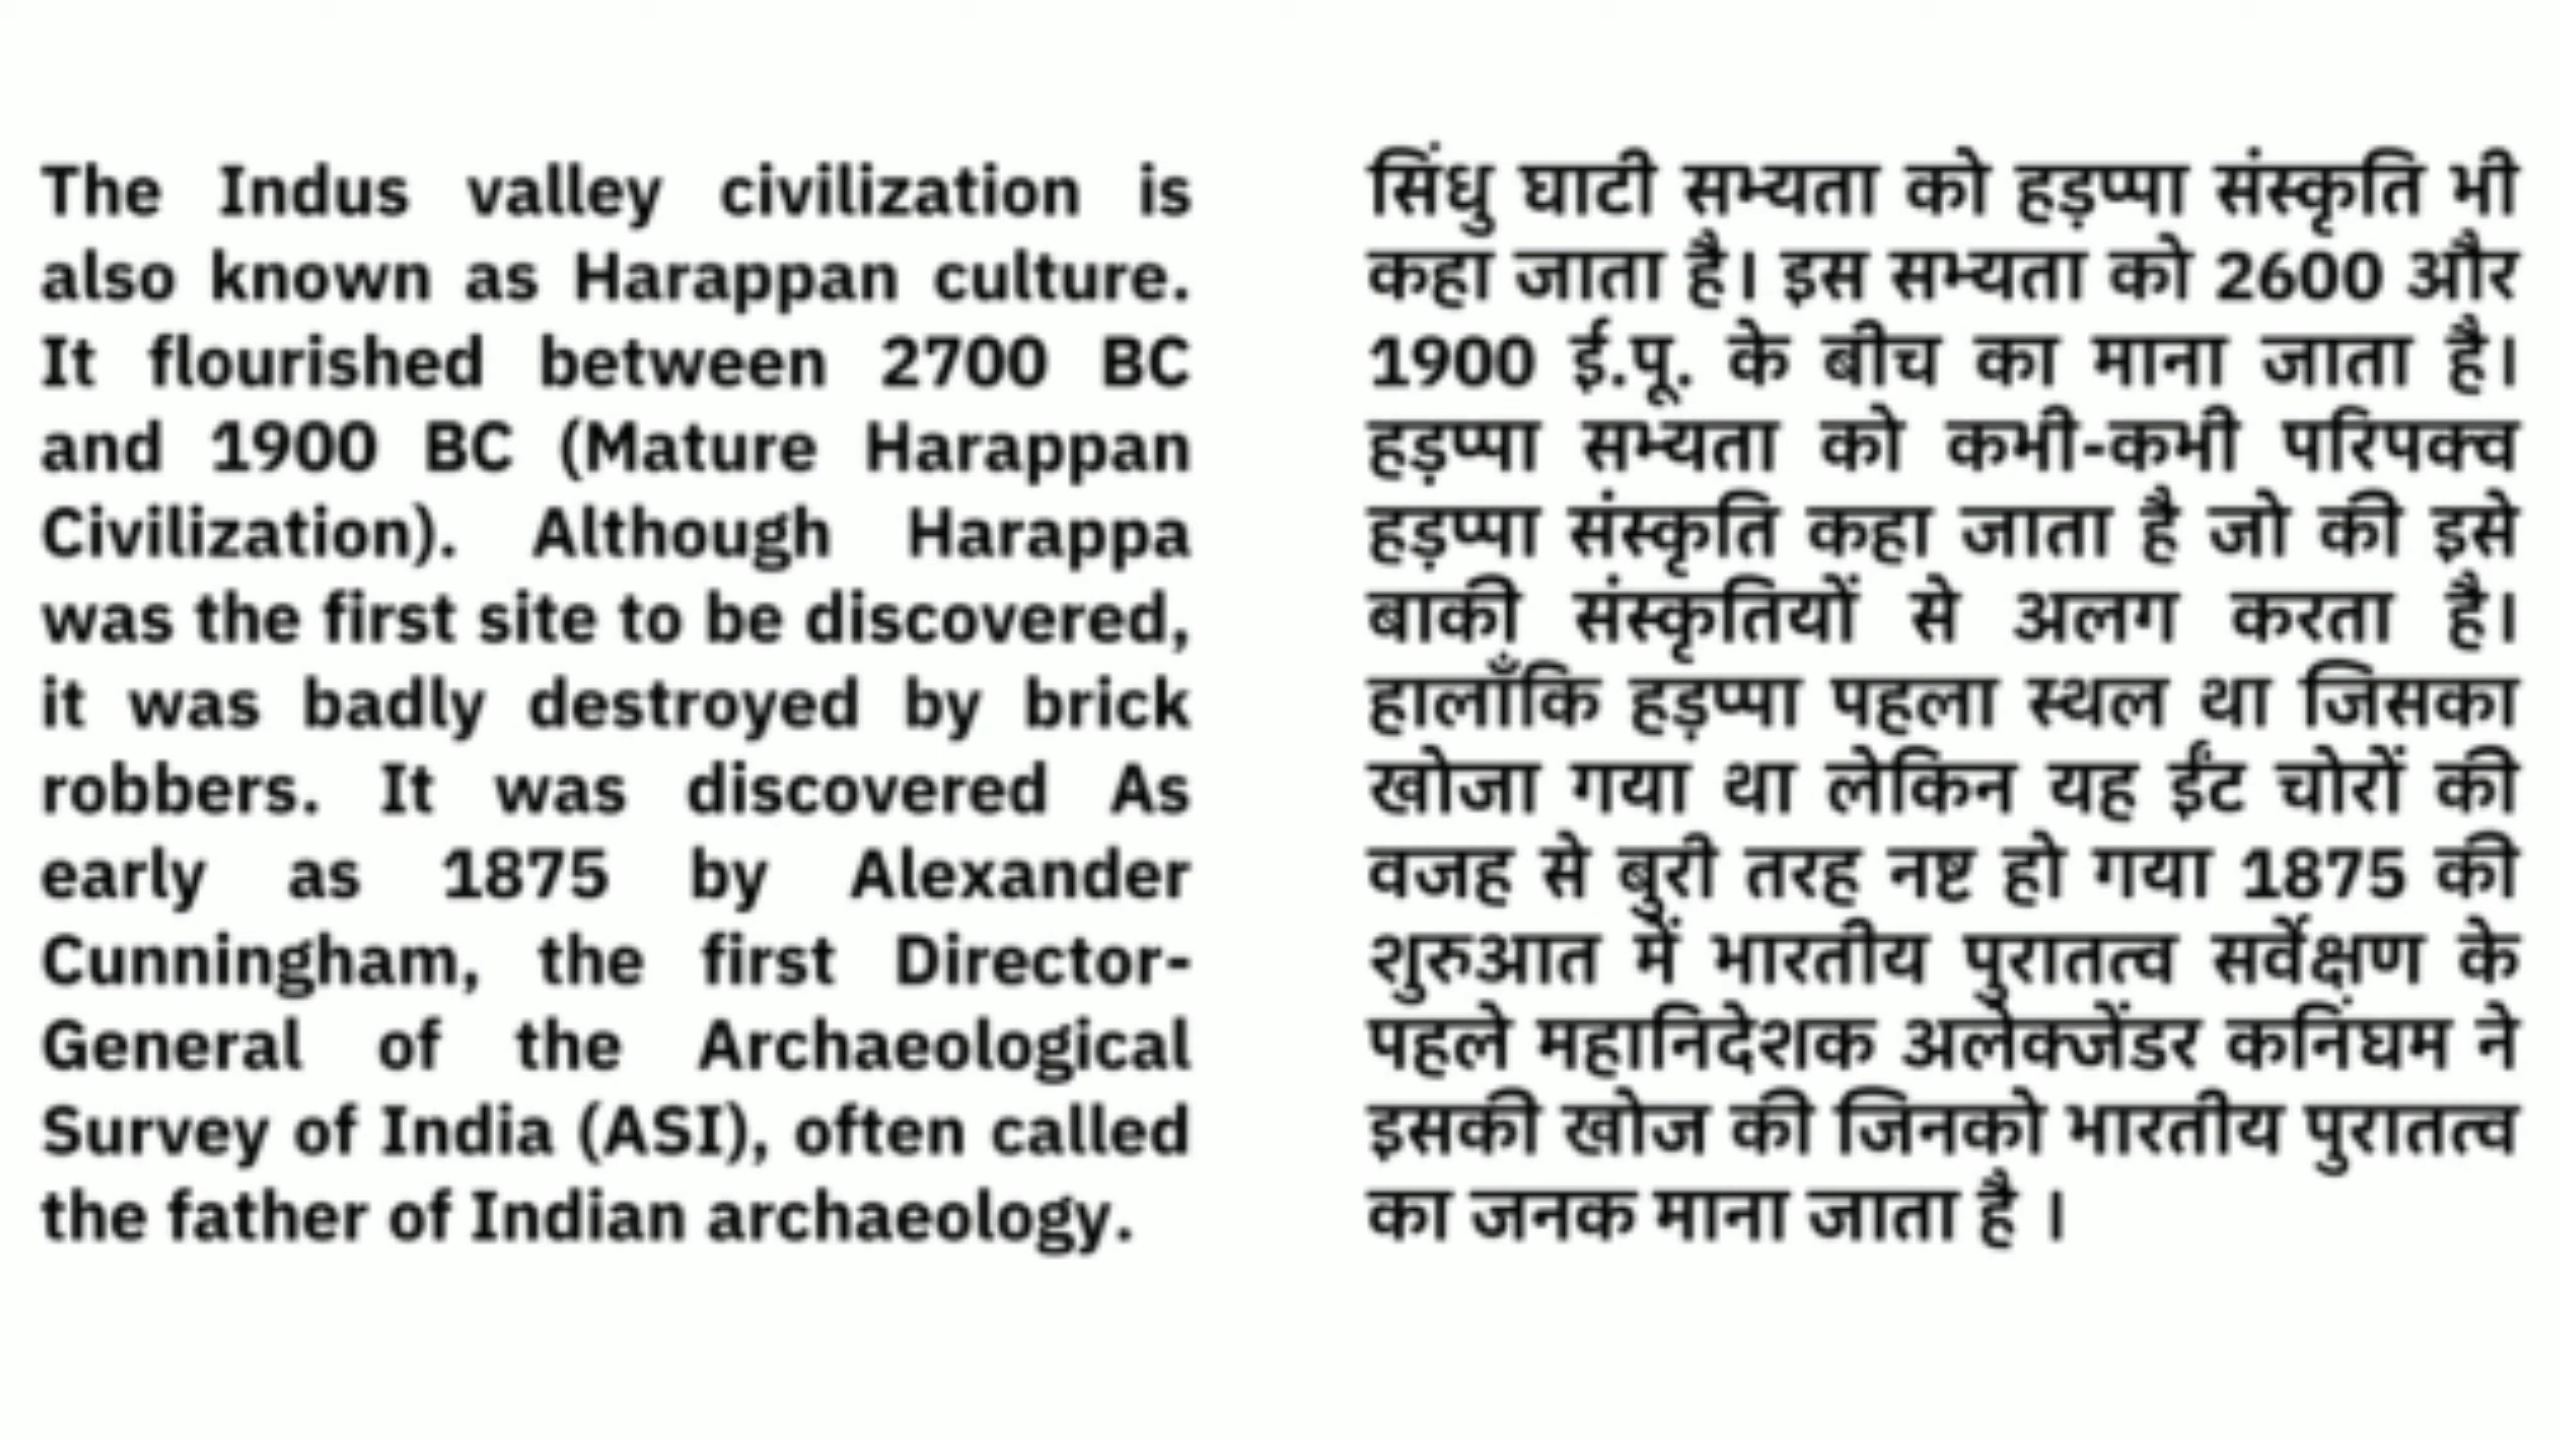 The Indus valley civilization is
also known as Harappan culture.
It flourished between 2700 BC
and 1900 BC (Mature Harappan
Civilization). Although Harappa
was the first site to be discovered,
it was badly destroyed by brick
robbers. It was discovered As
early as 1875 by Alexander
Cunningham, the first Director-
General of the Archaeological
Survey of India (ASI), often called
the father of Indian archaeology.
सिंधु घाटी सभ्यता को हड़प्पा संस्कृति भी
कहा जाता है। इस सभ्यता को 2600 और
1900 ई.पू. के बीच का माना जाता है।
हड़प्पा सभ्यता को कभी-कभी परिपक्व
हड़प्पा संस्कृति कहा जाता है जो की इसे
बाकी संस्कृतियों से अलग करता है।
हालाँकि हड़प्पा पहला स्थल था जिसका
खोजा गया था लेकिन यह ईंट चोरों की
वजह से बुरी तरह नष्ट हो गया 1875 की
शुरुआत में भारतीय पुरातत्व सर्वेक्षण के
पहले महानिदेशक अलेक्जेंडर कनिंघम ने
इसकी खोज की जिनको भारतीय पुरातत्व
का जनक माना जाता है ।